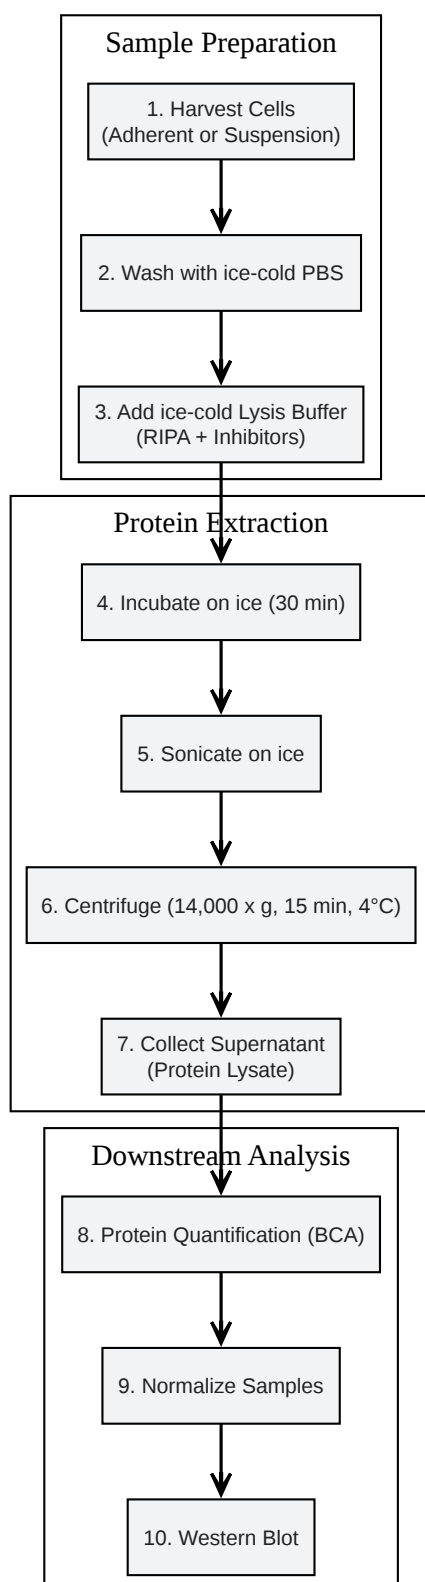 Sample Preparation
1. Harvest Cells
(Adherent or Suspension)
2. Wash with ice-cold PBS
3. Add ice-cold Lysis Buffer
(RIPA + Inhibitors)
Protein Extraction
4. Incubate on ice (30 min)
5. Sonicate on ice
6. Centrifuge (14,000 x g, 15 min, 4°C)
7. Collect Supernatant
(Protein Lysate)
Downstream Analysis
8. Protein Quantification (BCA)
9. Normalize Samples
10. Western Blot